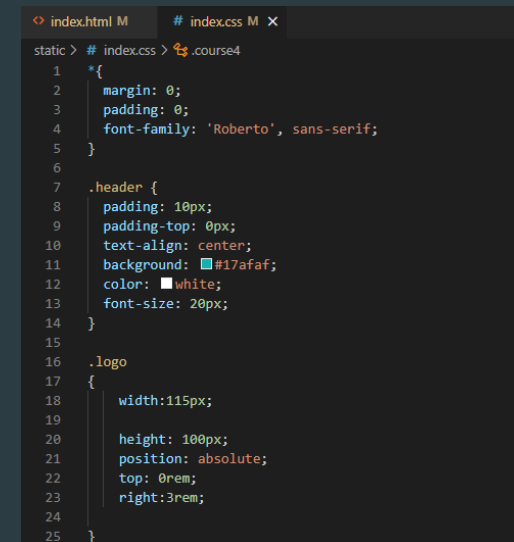 <> index.html M # index.css M ×
static > # index.css > .course4
1 *{
2 margin: 0;
3 padding: 0;
4 font-family: 'Roberto', sans-serif;
5 }
6
7 .header {
8 padding: 10px;
9 padding-top: 0px;
10 text-align: center;
11 background: #17afaf;
12 color: white;
13 font-size: 20px;
14 }
15
16 .logo
17 {
18 width:115px;
19
20 height: 100px;
21 position: absolute;
22 top: 0rem;
23 right:3rem;
24
25 }